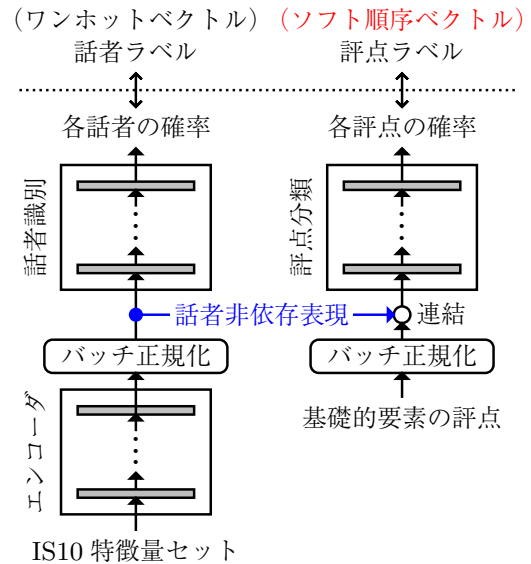 （ワンホットベクトル）
（ソフト順序ベクトル）
話者ラベル
評点ラベル
各話者の確率
各評点の確率
話者識別
評点分類
話者非依存表現
連結
バッチ正規化
バッチ正規化
エンコーダ
基礎的要素の評点
IS10 特徴量セット